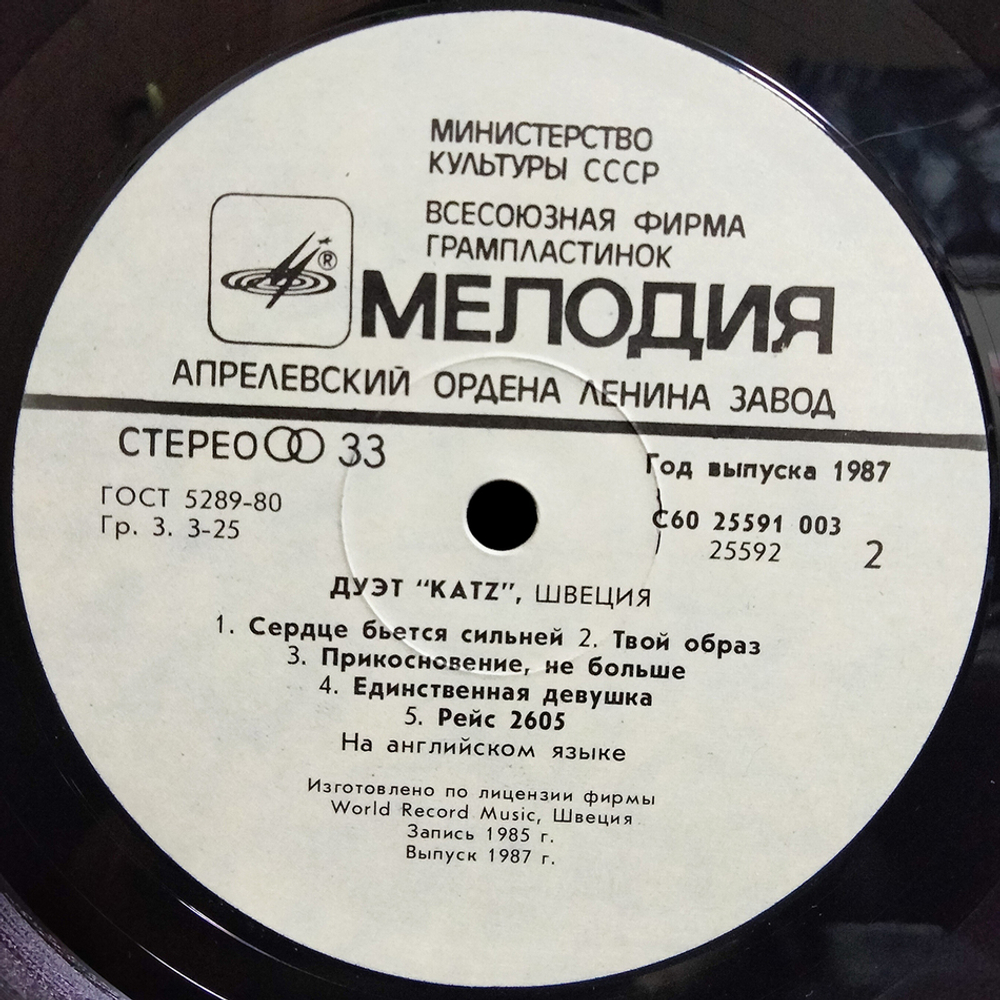 МИНИСТЕРСТВО
КУЛЬТУРЫ СССР
ВСЕСОЮЗНАЯ ФИРМА
ГРАМПЛАСТИНОК
®
МЕЛОДИЯ
АПРЕЛЕВСКИЙ ОРДЕНА ЛЕНИНА ЗАВОД
СТЕРЕО 33
Год выпуска 1987
ГОСТ 5289-80
Гр. 3. 3-25
С60 25591 003
25592
2
ДУЭТ "KATZ", ШВЕЦИЯ
1. Сердце бьется сильней 2. Твой образ
3. Прикосновение, не больше
4. Единственная девушка
5. Рейс 2605
На английском языке
Изготовлено по лицензии фирмы
World Record Music, Швеция
Запись 1985 г.
Выпуск 1987 г.